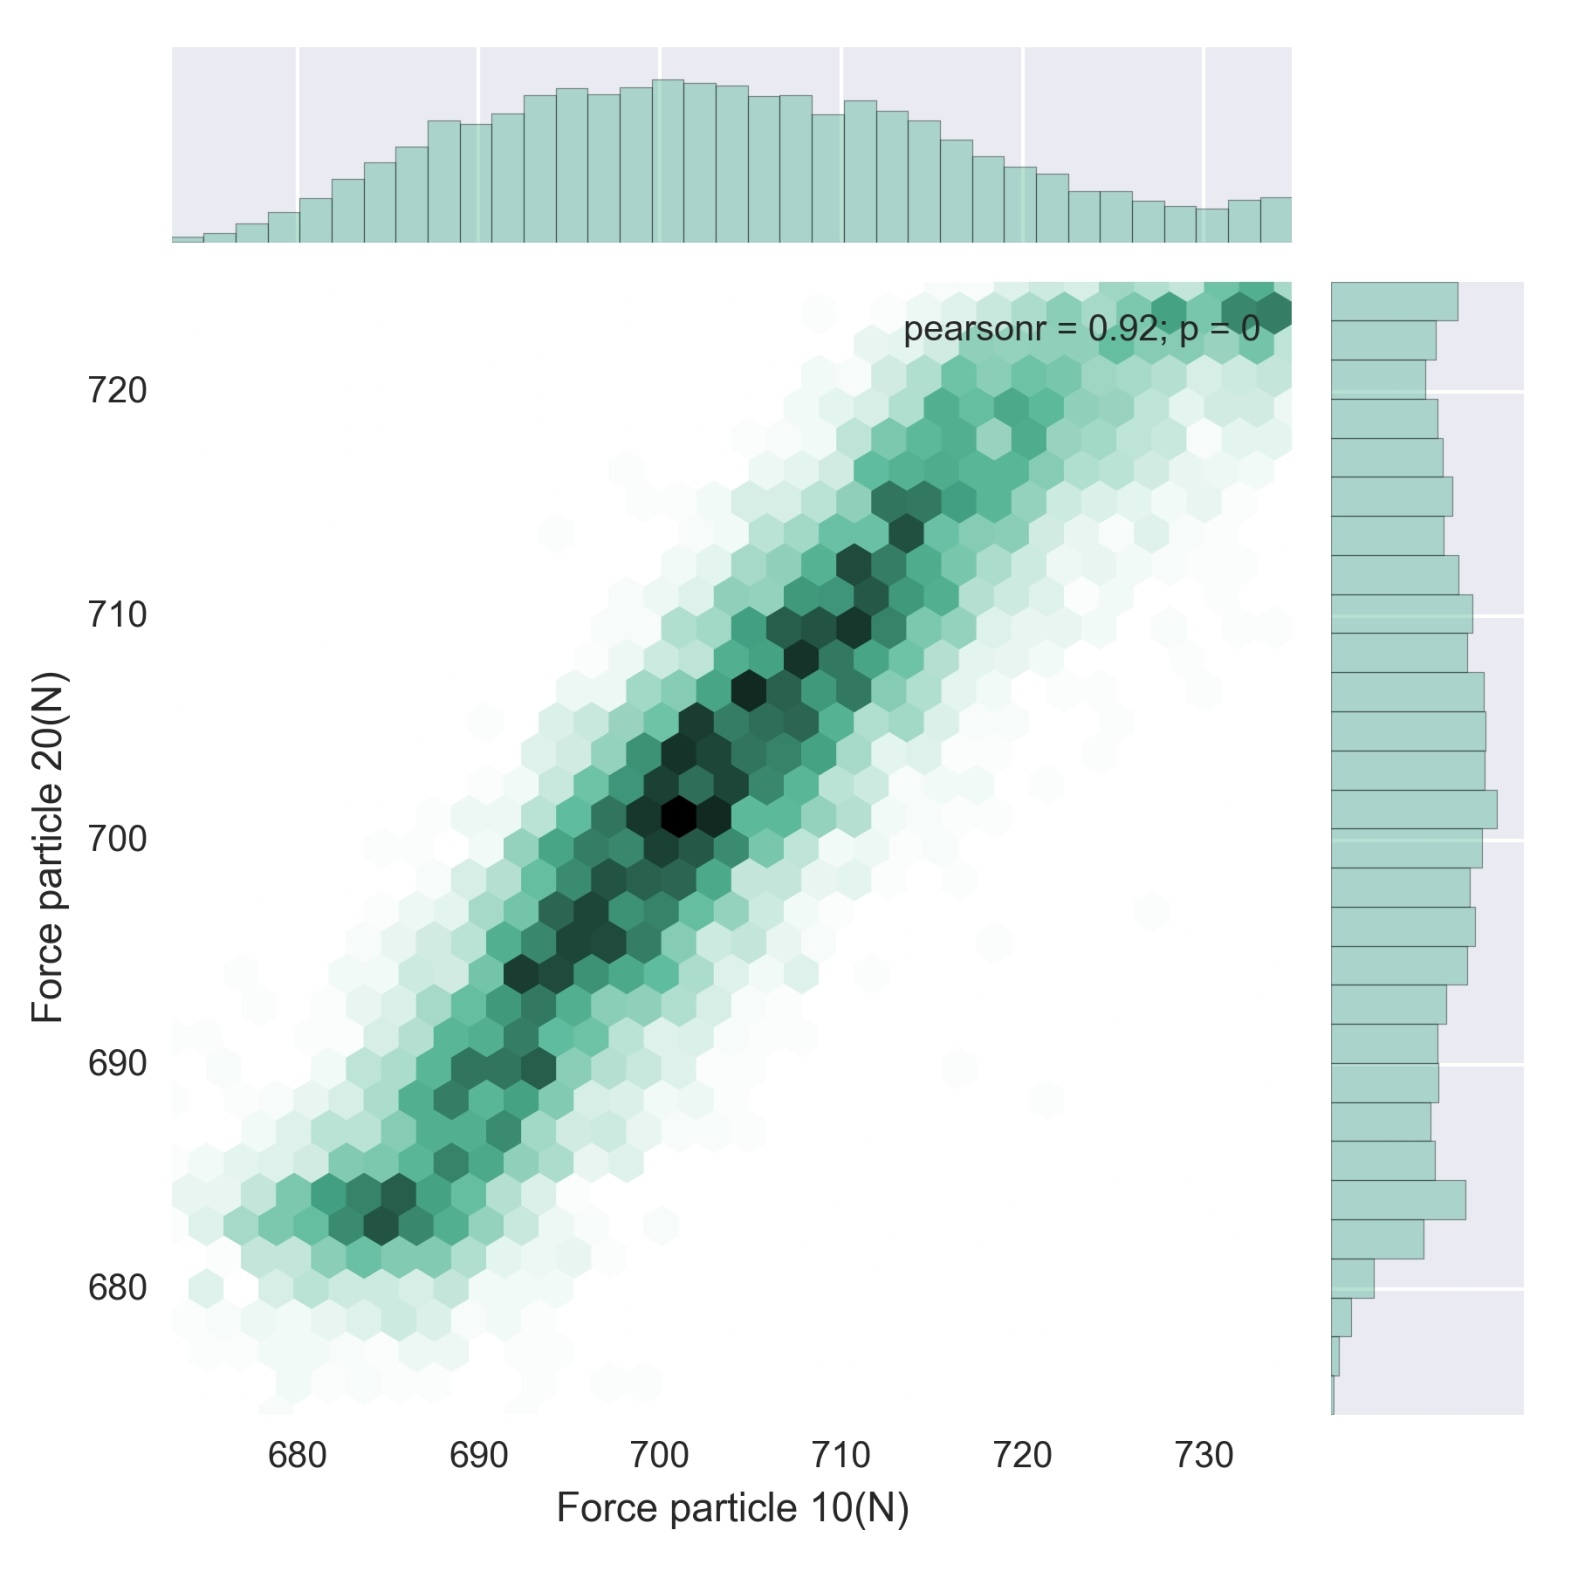 pearsonr = 0.92; p = 0
720
710
700
690
680
Force particle 20(N)
680 690 700 710 720 730
Force particle 10(N)